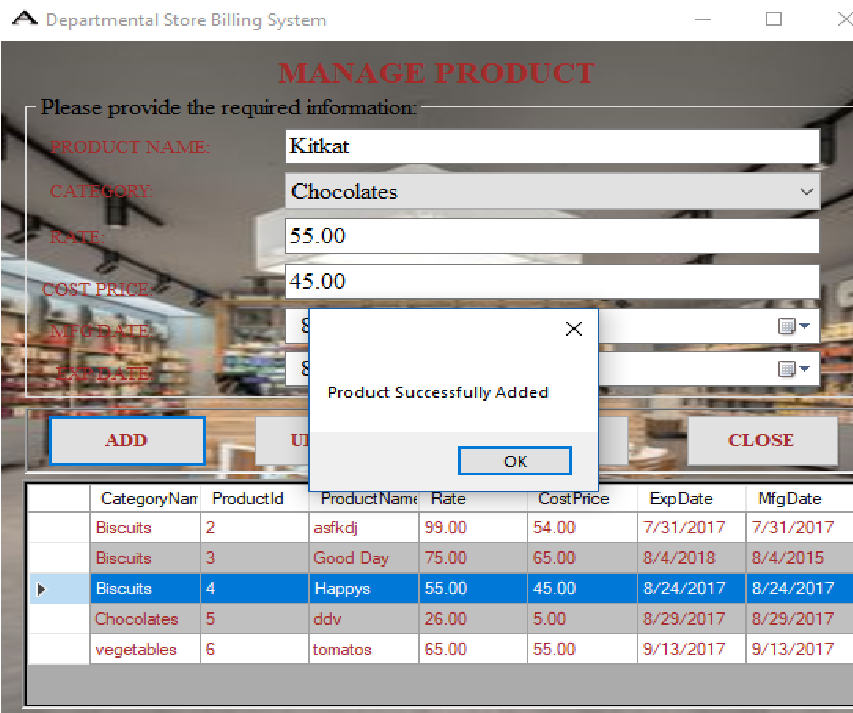 Departmental Store Billing System
MANAGE PRODUCT
Please provide the required information:
PRODUCT NAME: Kitkat
CATEGORY: Chocolates
RATE: 55.00
COST PRICE: 45.00
MFG DATE: 8
EXP DATE: 8
Product Successfully Added
OK
ADD U CLOSE
CategoryNam ProductId ProductName Rate CostPrice ExpDate MfgDate
Biscuits 2 asfkdj 99.00 54.00 7/31/2017 7/31/2017
Biscuits 3 Good Day 75.00 65.00 8/4/2018 8/4/2015
Biscuits 4 Happys 55.00 45.00 8/24/2017 8/24/2017
Chocolates 5 ddv 26.00 5.00 8/29/2017 8/29/2017
vegetables 6 tomatos 65.00 55.00 9/13/2017 9/13/2017